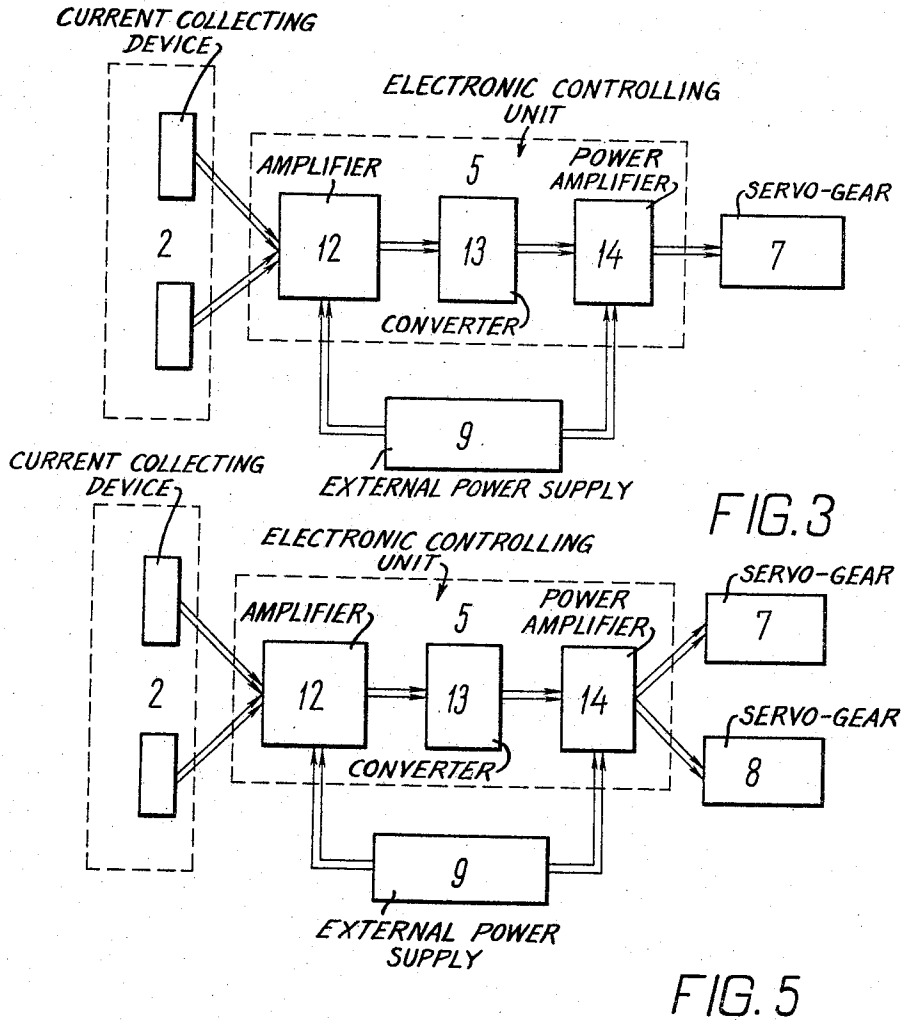 CURRENT COLLECTING
DEVICE
ELECTRONIC CONTROLLING
UNIT
AMPLIFIER
5
POWER
AMPLIFIER
SERVO-GEAR
2
12
13
14
7
CONVERTER
9
EXTERNAL POWER SUPPLY
FIG. 3
CURRENT COLLECTING
DEVICE
ELECTRONIC CONTROLLING
UNIT
AMPLIFIER
5
POWER
AMPLIFIER
SERVO-GEAR
7
2
12
13
14
SERVO-GEAR
8
CONVERTER
9
EXTERNAL POWER
SUPPLY
FIG. 5